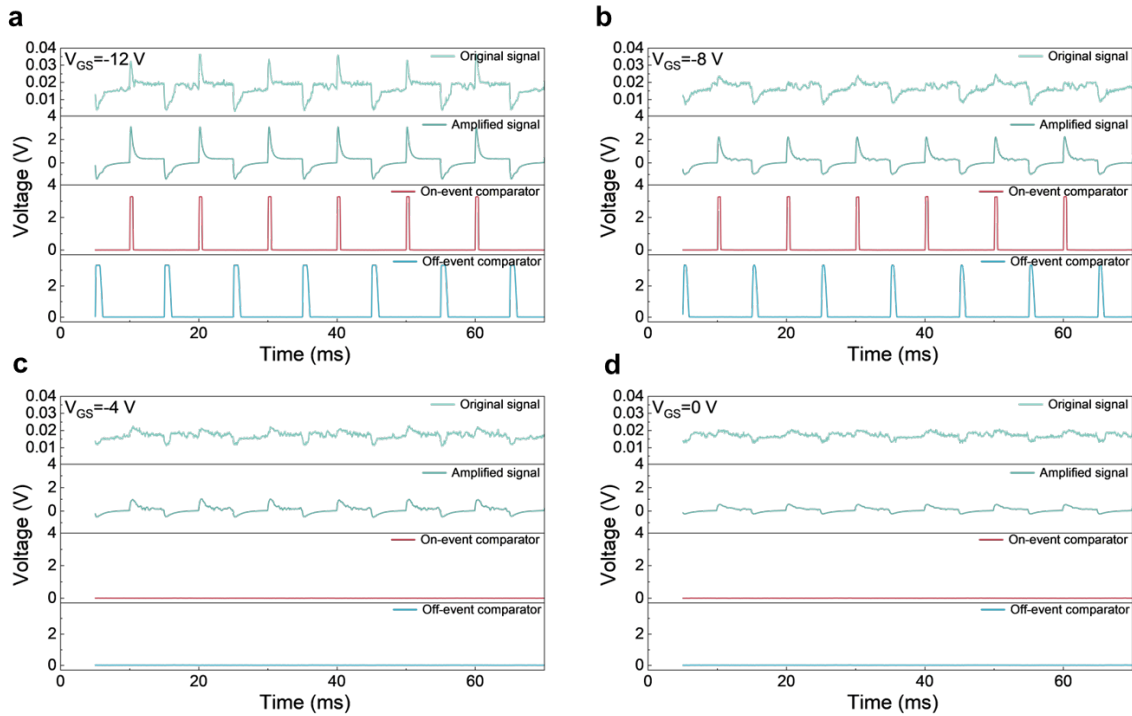 a
V_GS=-12 V
Original signal
0.04
0.03
0.02
0.01
4
Amplified signal
2
0
4
On-event comparator
2
0
Off-event comparator
2
0
Voltage (V)
0 20 40 60
Time (ms)
b
V_GS=-8 V
Original signal
0.04
0.03
0.02
0.01
4
Amplified signal
2
0
4
On-event comparator
2
0
Off-event comparator
2
0
Voltage (V)
0 20 40 60
Time (ms)
c
V_GS=-4 V
Original signal
0.04
0.03
0.02
0.01
4
Amplified signal
2
0
4
On-event comparator
2
0
Off-event comparator
2
0
Voltage (V)
0 20 40 60
Time (ms)
d
V_GS=0 V
Original signal
0.04
0.03
0.02
0.01
4
Amplified signal
2
0
4
On-event comparator
2
0
Off-event comparator
2
0
Voltage (V)
0 20 40 60
Time (ms)